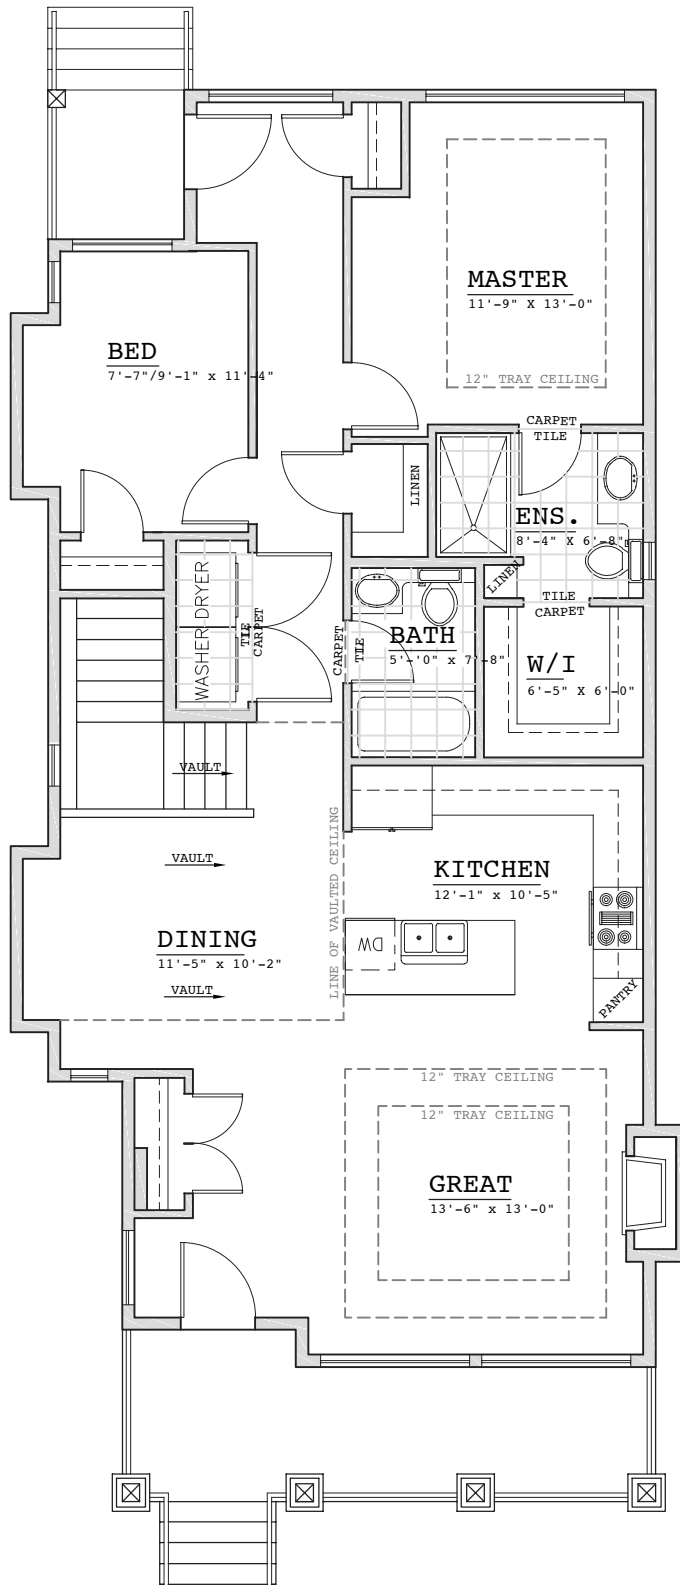 MASTER
11'-9" X 13'-0"
12" TRAY CEILING
BED
7'-7"/9'-1" x 11'-4"
CARPET
TILE
LINEN
ENS.
8'-4" X 6'-8"
LINEN
TILE
CARPET
WASHER
DRYER
TILE
CARPET
CARPET
TILE
BATH
5'-'0" x 7'-8"
W/I
6'-5" X 6'-0"
VAULT
LINE OF VAULTED CEILING
VAULT
KITCHEN
12'-1" x 10'-5"
DINING
11'-5" x 10'-2"
DW
VAULT
PANTRY
12" TRAY CEILING
12" TRAY CEILING
GREAT
13'-6" x 13'-0"